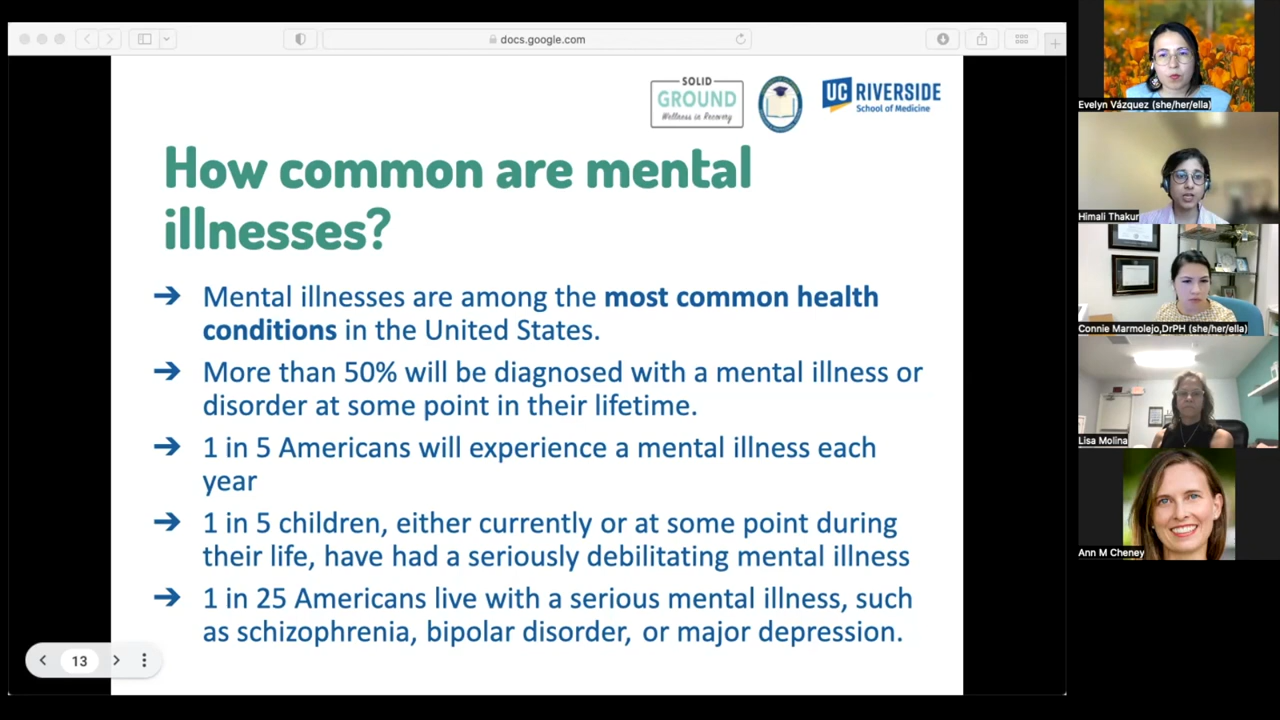 docs.google.com
SOLID
GROUND
Wellness in Recovery
UC RIVERSIDE
School of Medicine
How common are mental
illnesses?
➔ Mental illnesses are among the most common health
conditions in the United States.
➔ More than 50% will be diagnosed with a mental illness or
disorder at some point in their lifetime.
➔ 1 in 5 Americans will experience a mental illness each
year
➔ 1 in 5 children, either currently or at some point during
their life, have had a seriously debilitating mental illness
➔ 1 in 25 Americans live with a serious mental illness, such
as schizophrenia, bipolar disorder, or major depression.
13
Evelyn Vázquez (she/her/ella)
Himali Thakur
Connie Marmolejo,DrPH (she/her/ella)
Lisa Molina
Ann M Cheney